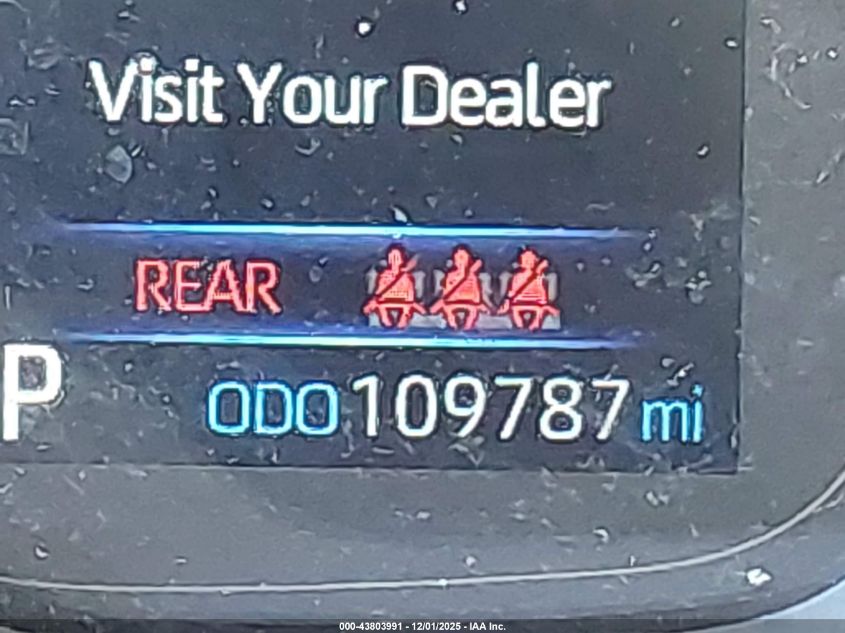 Visit Your Dealer
REAR
P
ODO 109787 mi
000-43803991 - 12/01/2025 - IAA Inc.